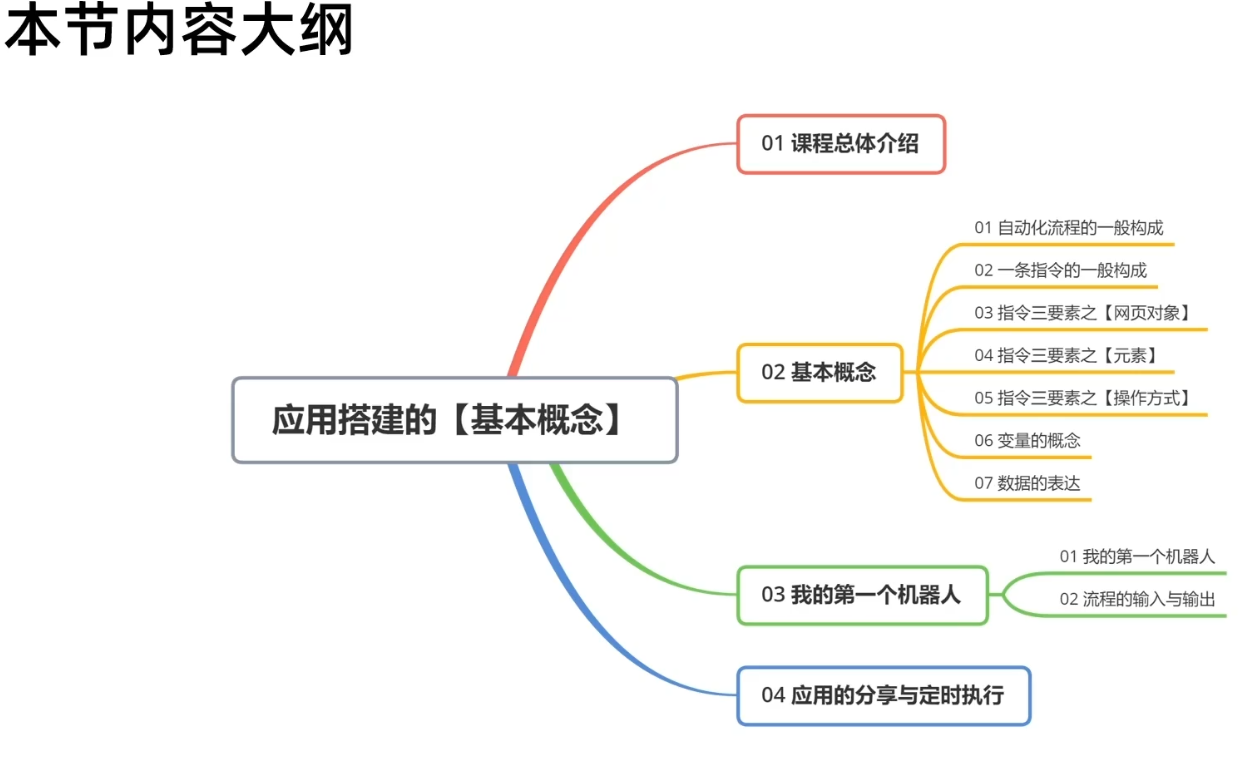 本节内容大纲
01 课程总体介绍
01 自动化流程的一般构成
02 一条指令的一般构成
03 指令三要素之【网页对象】
04 指令三要素之【元素】
02 基本概念
05 指令三要素之【操作方式】
应用搭建的【基本概念】
06 变量的概念
07 数据的表达
01 我的第一个机器人
03 我的第一个机器人
02 流程的输入与输出
04 应用的分享与定时执行